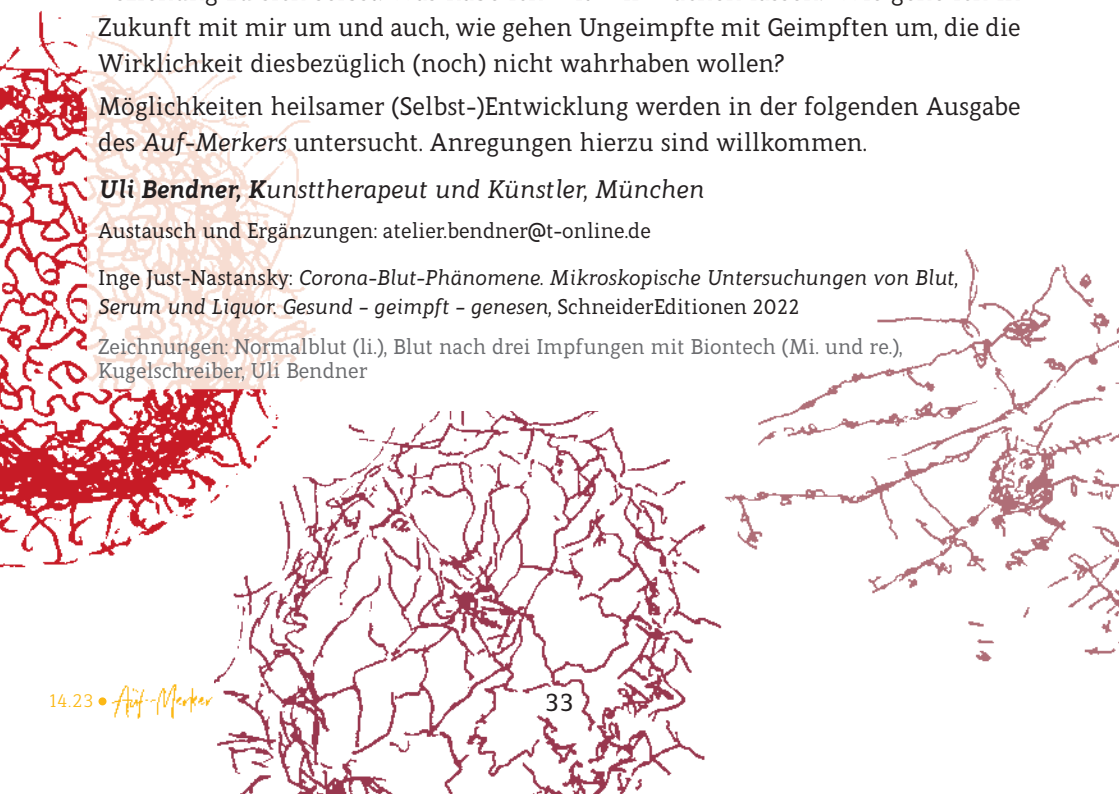 Zukunft mit mir um und auch, wie gehen Ungeimpfte mit Geimpften um, die die
Wirklichkeit diesbezüglich (noch) nicht wahrhaben wollen?
Möglichkeiten heilsamer (Selbst-)Entwicklung werden in der folgenden Ausgabe
des Auf-Merkers untersucht. Anregungen hierzu sind willkommen.
Uli Bendner, Kunsttherapeut und Künstler, München
Austausch und Ergänzungen: atelier.bendner@t-online.de
Inge Just-Nastansky: Corona-Blut-Phänomene. Mikroskopische Untersuchungen von Blut,
Serum und Liquor. Gesund – geimpft – genesen, SchneiderEditionen 2022
Zeichnungen: Normalblut (li.), Blut nach drei Impfungen mit Biontech (Mi. und re.),
Kugelschreiber, Uli Bendner
14.23 • Auf-Merker
33